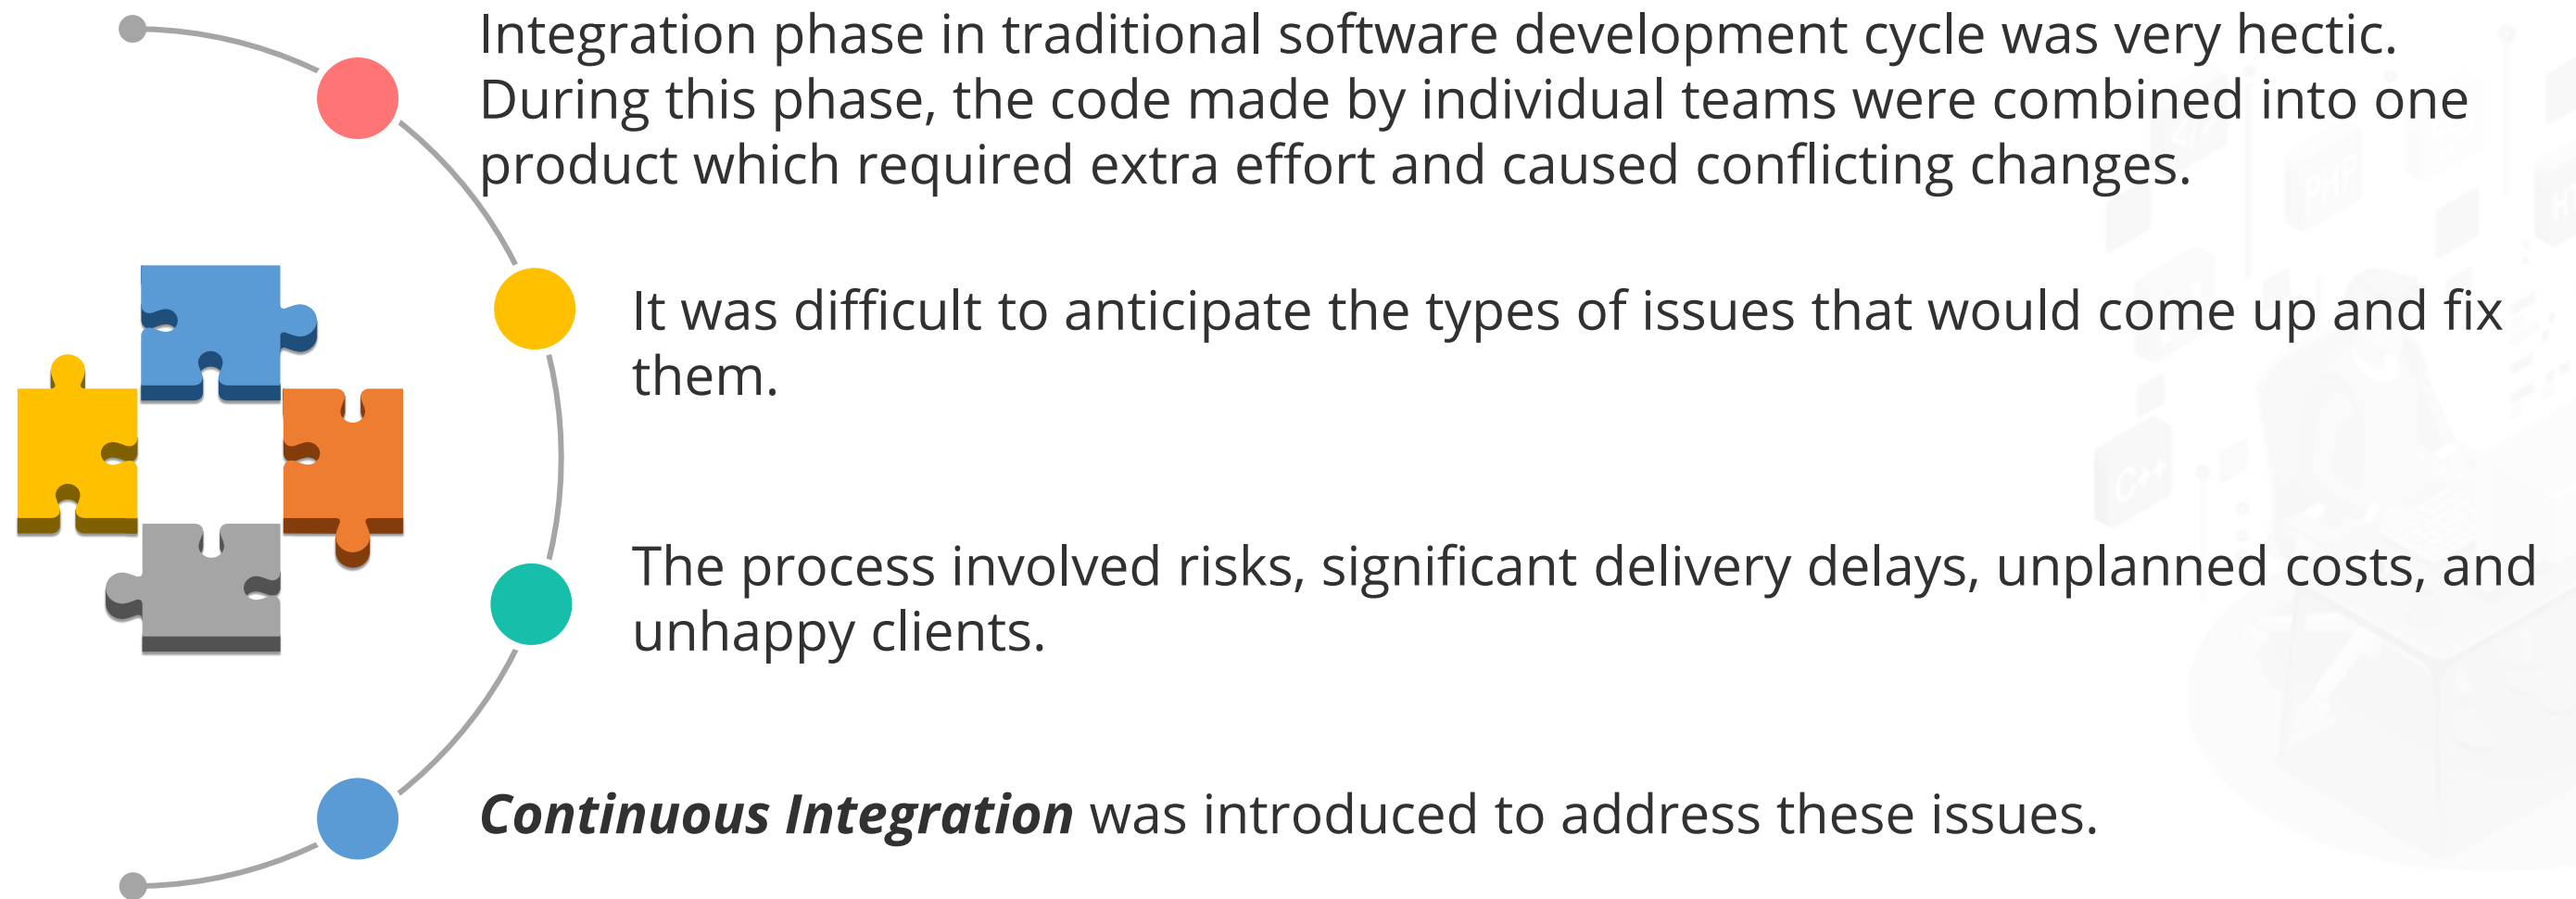 Integration phase in traditional software development cycle was very hectic.
During this phase, the code made by individual teams were combined into one
product which required extra effort and caused conflicting changes.
It was difficult to anticipate the types of issues that would come up and fix
them.
The process involved risks, significant delivery delays, unplanned costs, and
unhappy clients.
Continuous Integration was introduced to address these issues.
PHP
C++